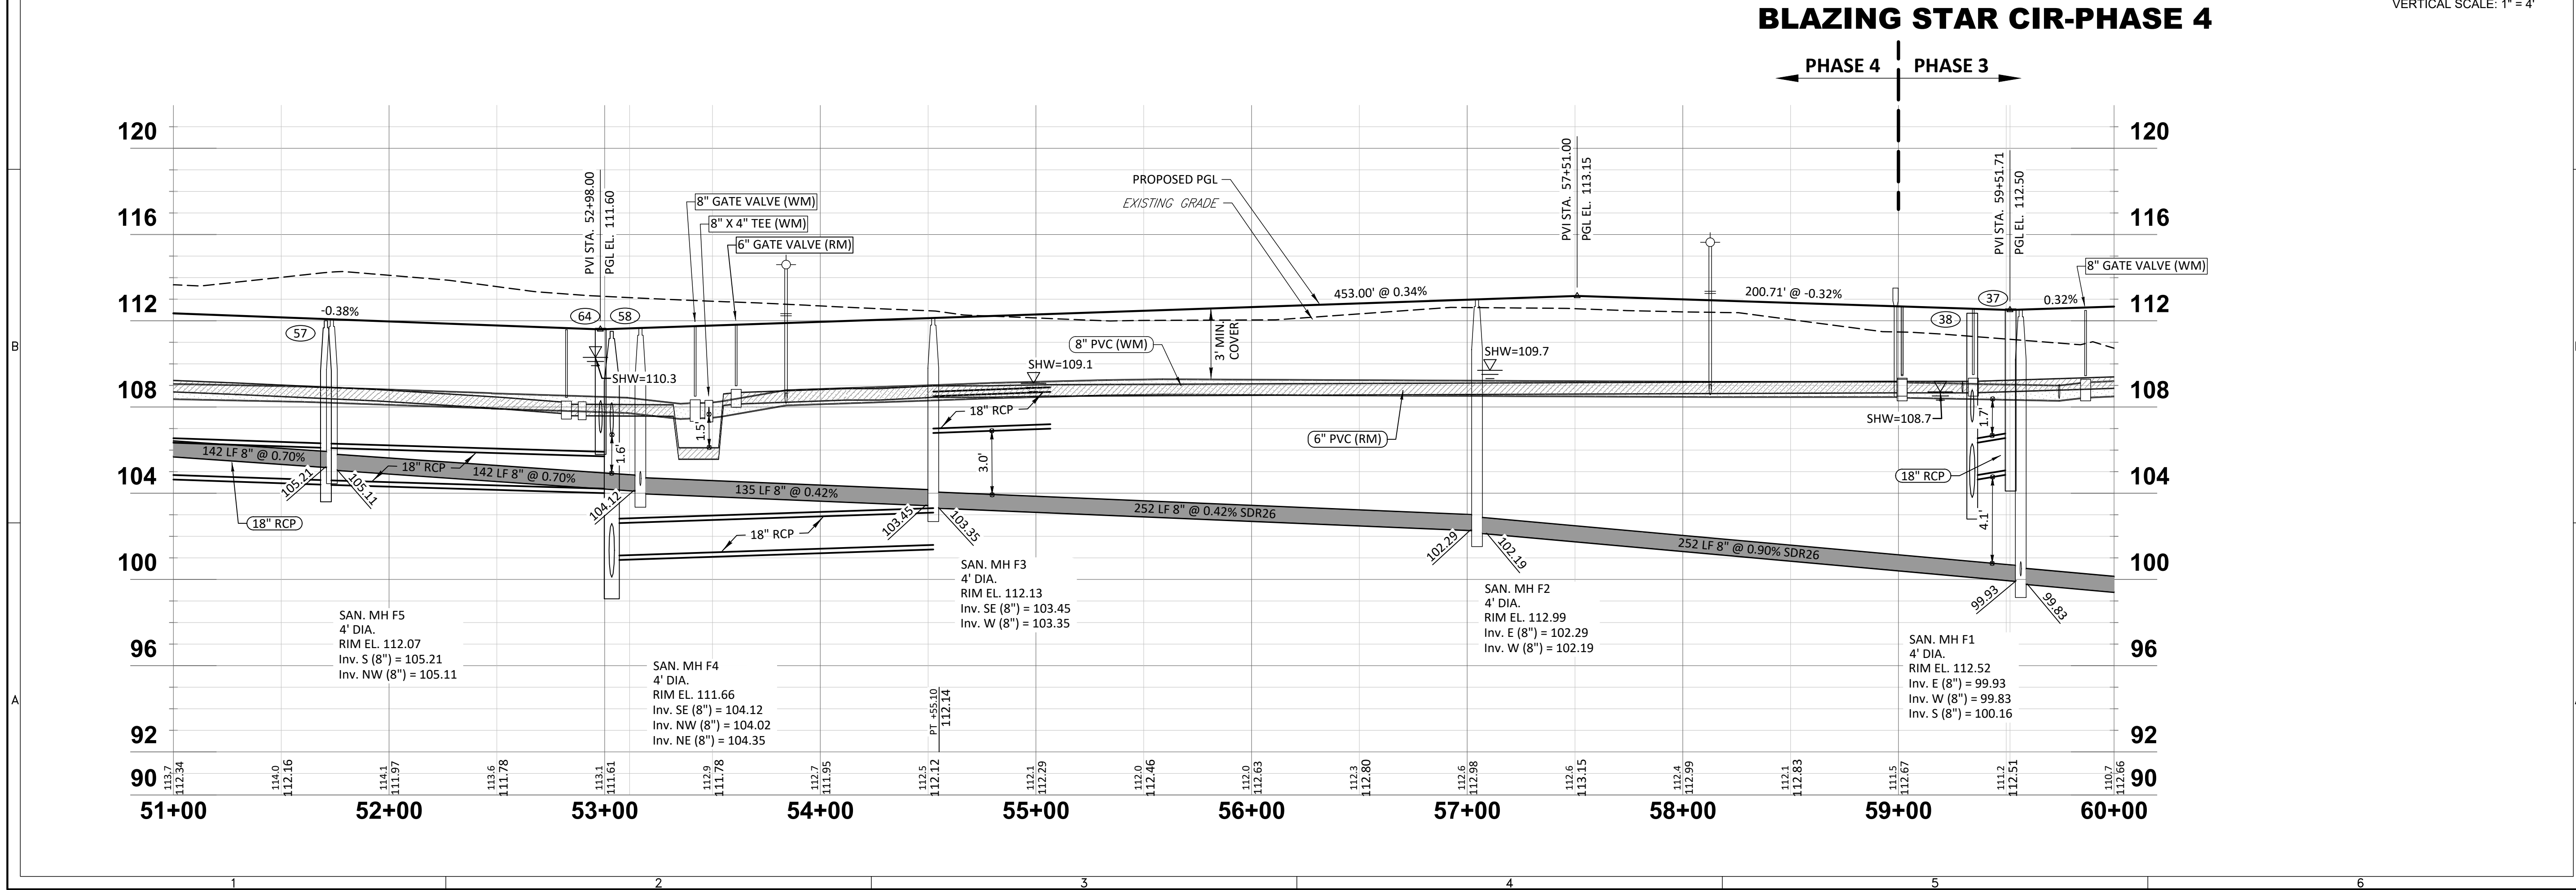 VERTICAL SCALE: 1" = 4'
BLAZING STAR CIR-PHASE 4
PHASE 4
PHASE 3
120
116
112
108
104
100
96
92
90
120
116
112
108
104
100
96
92
90
-0.38%
57
64
58
PVI STA. 52+98.00
PGL EL. 111.60
8" GATE VALVE (WM)
8" X 4" TEE (WM)
6" GATE VALVE (RM)
SHW=110.3
PROPOSED PGL
EXISTING GRADE
453.00' @ 0.34%
3' MIN.
COVER
8" PVC (WM)
SHW=109.1
SHW=109.7
6" PVC (RM)
PVI STA. 57+51.00
PGL EL. 113.15
200.71' @ -0.32%
PVI STA. 59+51.71
PGL EL. 112.50
37
38
0.32%
8" GATE VALVE (WM)
SHW=108.7
1.7'
4.1'
18" RCP
142 LF 8" @ 0.70%
18" RCP
142 LF 8" @ 0.70%
18" RCP
105.21
105.11
1.6'
1.5'
104.12
135 LF 8" @ 0.42%
18" RCP
18" RCP
3.0'
103.45
103.35
252 LF 8" @ 0.42% SDR26
102.29
102.19
252 LF 8" @ 0.90% SDR26
99.93
99.83
SAN. MH F5
4' DIA.
RIM EL. 112.07
Inv. S (8") = 105.21
Inv. NW (8") = 105.11
SAN. MH F4
4' DIA.
RIM EL. 111.66
Inv. SE (8") = 104.12
Inv. NW (8") = 104.02
Inv. NE (8") = 104.35
SAN. MH F3
4' DIA.
RIM EL. 112.13
Inv. SE (8") = 103.45
Inv. W (8") = 103.35
SAN. MH F2
4' DIA.
RIM EL. 112.99
Inv. E (8") = 102.29
Inv. W (8") = 102.19
SAN. MH F1
4' DIA.
RIM EL. 112.52
Inv. E (8") = 99.93
Inv. W (8") = 99.83
Inv. S (8") = 100.16
PT +55.10
112.14
113.7
112.34
114.0
112.16
114.1
111.97
113.6
111.78
113.1
111.61
112.9
111.78
112.7
111.95
112.5
112.12
112.1
112.29
112.0
112.46
112.0
112.63
112.3
112.80
112.6
112.98
112.6
113.15
112.4
112.99
112.1
112.83
111.5
112.67
111.2
112.51
110.7
112.66
51+00
52+00
53+00
54+00
55+00
56+00
57+00
58+00
59+00
60+00
B
A
1
2
3
4
5
6